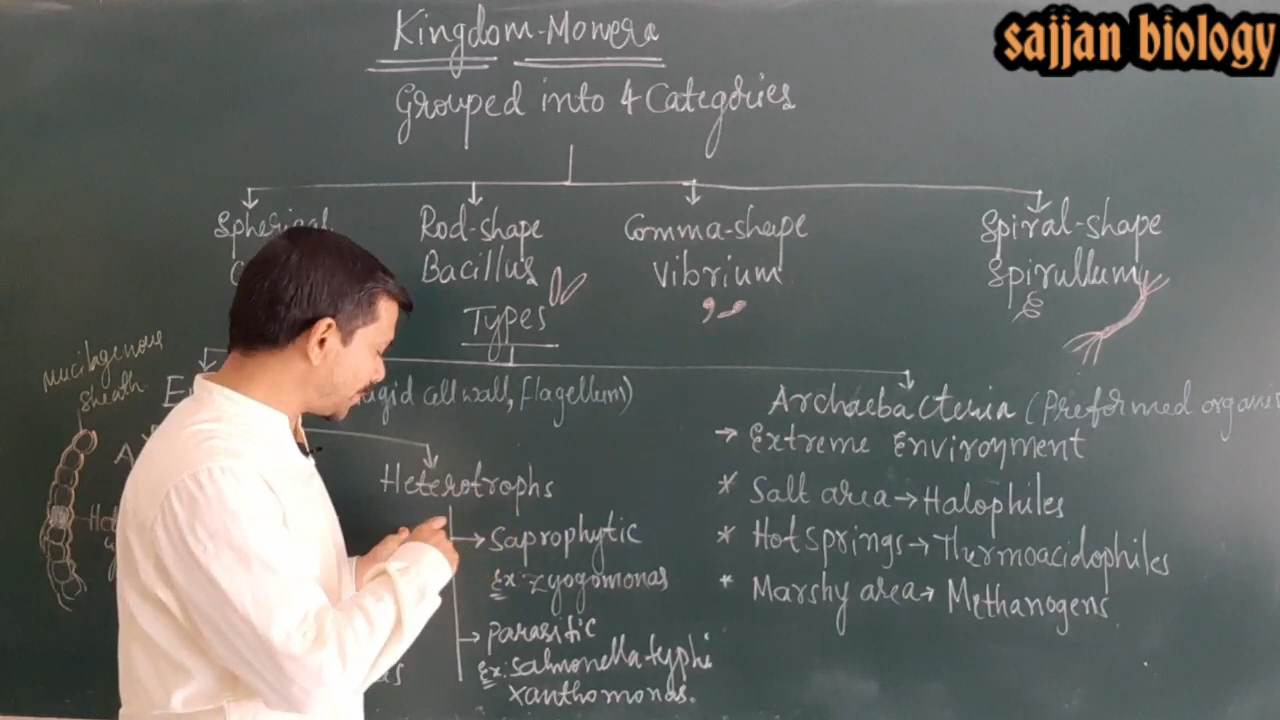 sajjan biology
Kingdom-Monera
Grouped into 4 Categories
Spherical
Rod-shape
Bacillus
Comma-shape
Vibrium
Spiral-shape
Spirullum
Types
Mucilagenous
Sheath
rigid cell wall, Flagellum)
Heterotrophs
Saprophytic
Ex: Zyogomonas
Parasitic
Ex: Salmonella typhi
Xanthomonas.
Archaebacteria (Preformed organis
→ Extreme Environment
* Salt area → Halophiles
* Hot Springs → Thermoacidophiles
* Marshy area → Methanogens